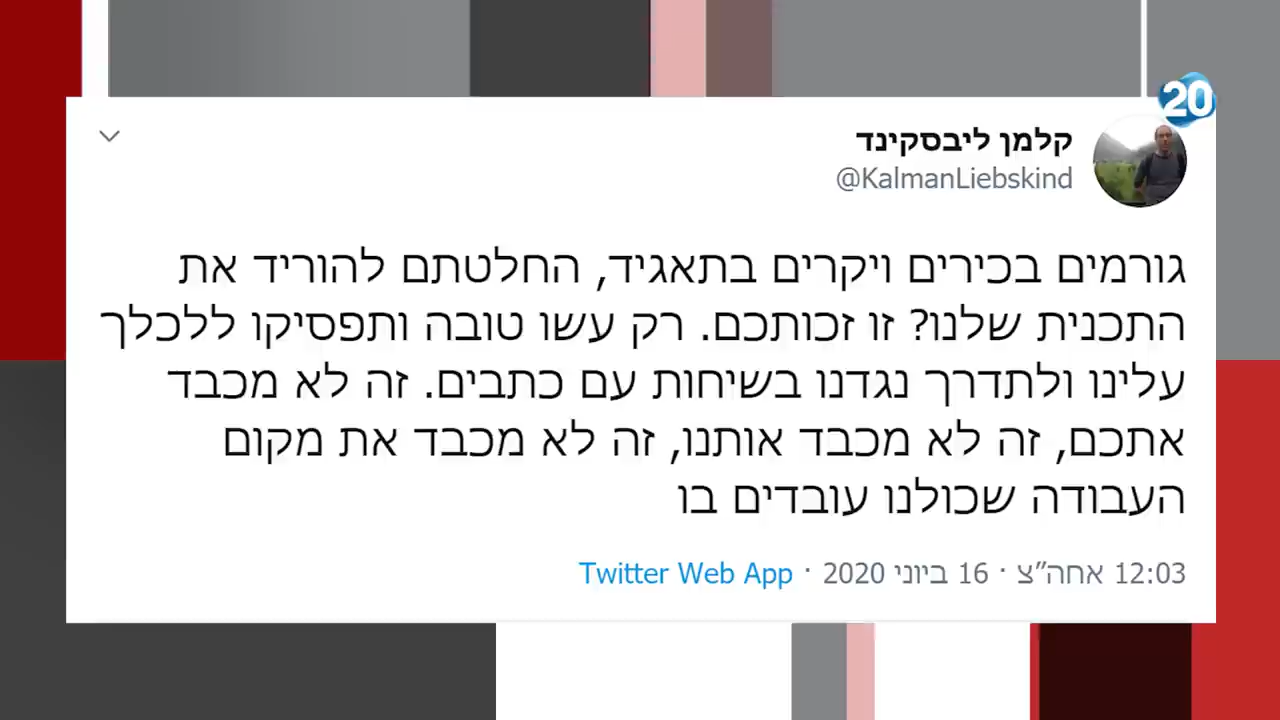 20
קלמן ליבסקינד
@KalmanLiebskind
גורמים בכירים ויקרים בתאגיד, החלטתם להוריד את
התכנית שלנו? זו זכותכם. רק עשו טובה ותפסיקו ללכלך
עלינו ולתדרך נגדנו בשיחות עם כתבים. זה לא מכבד
אתכם, זה לא מכבד אותנו, זה לא מכבד את מקום
העבודה שכולנו עובדים בו
12:03 אחה”צ · 16 ביוני 2020 · Twitter Web App